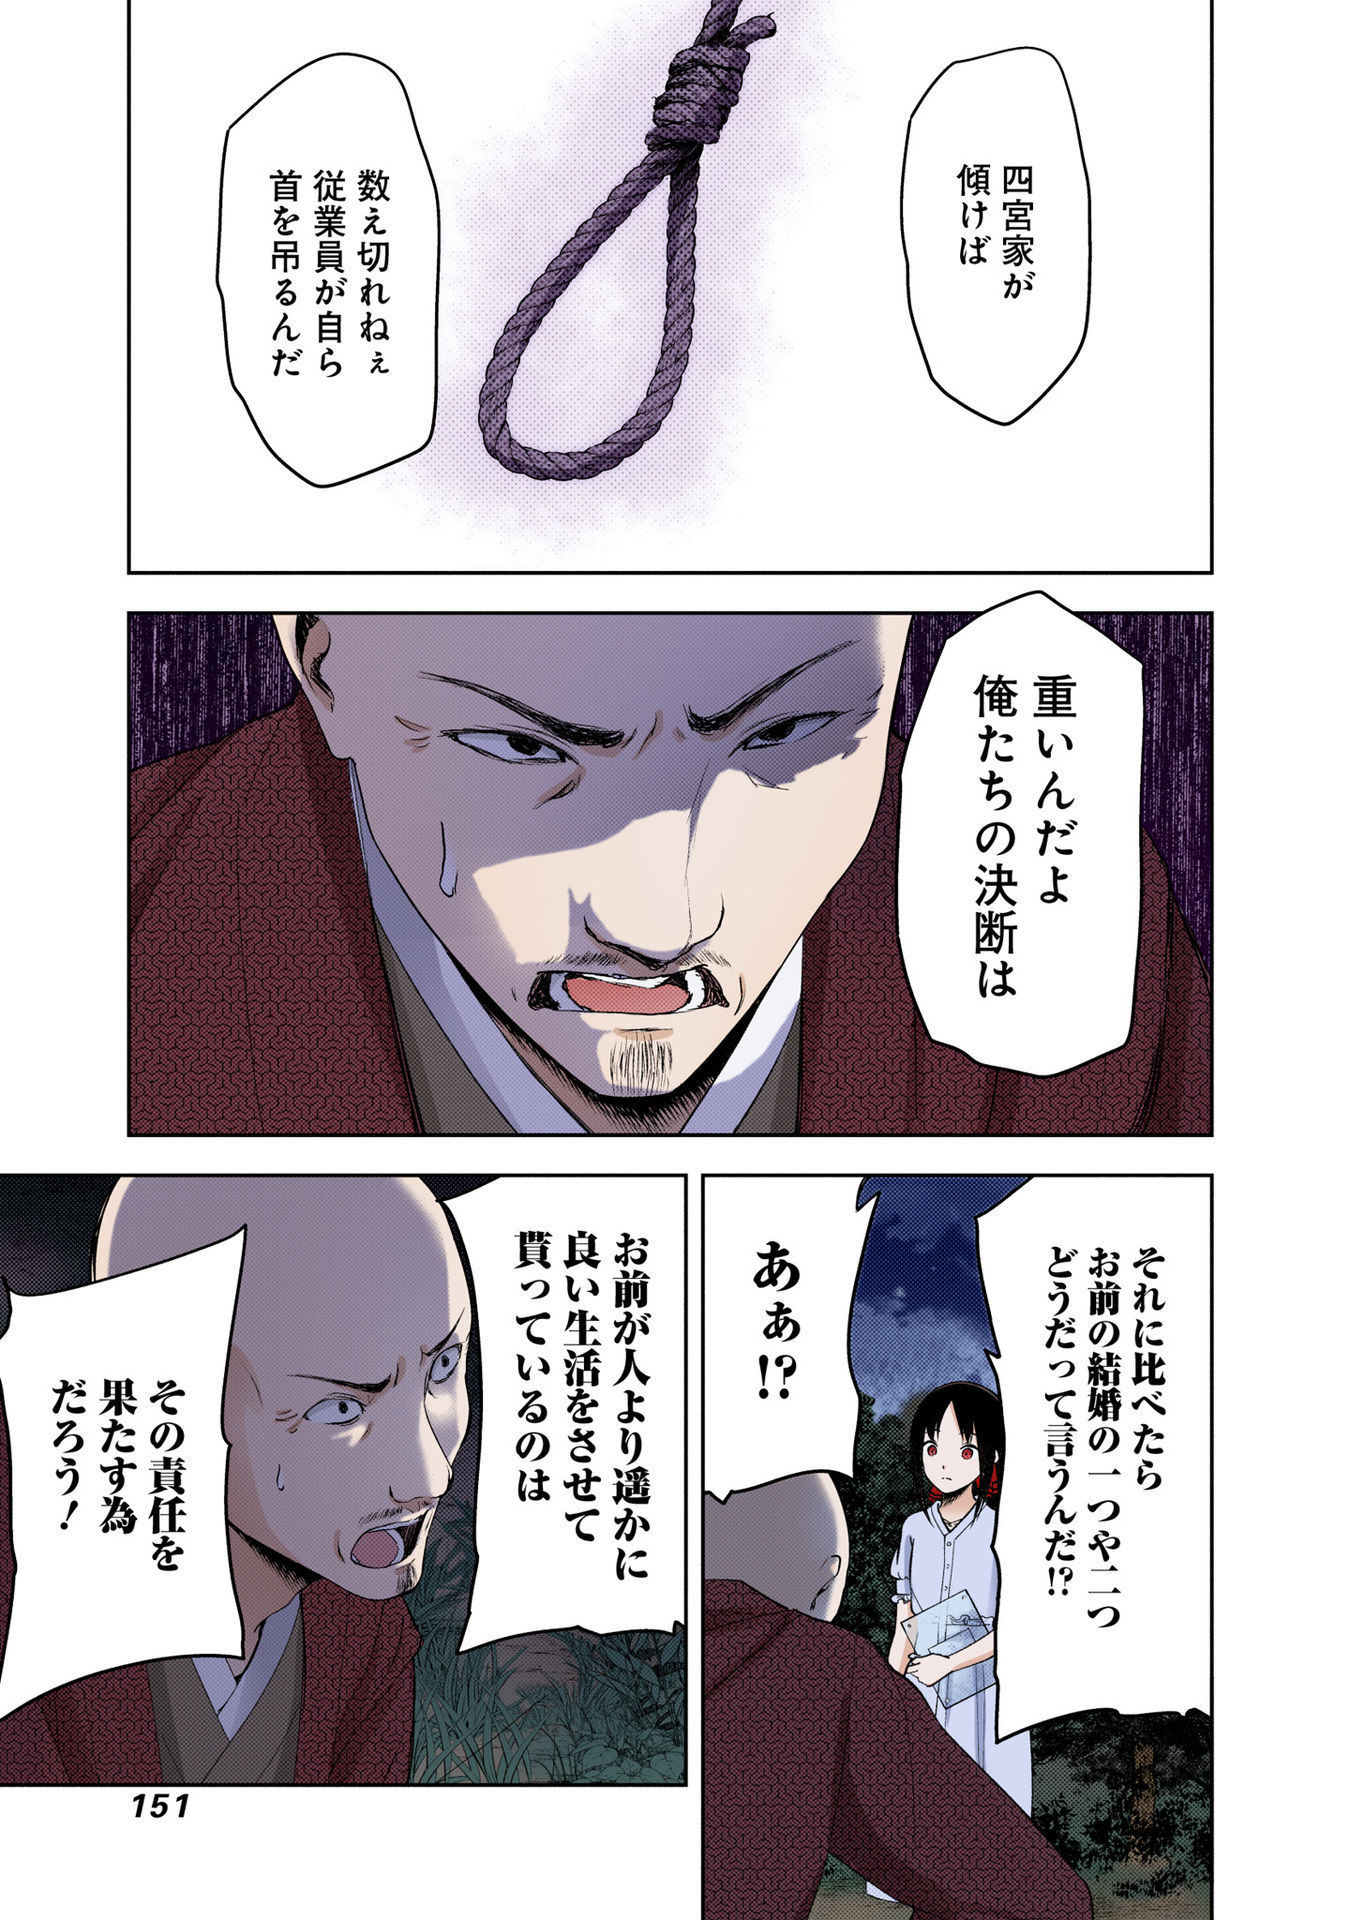 四宮家が
傾けば
数え切れねぇ
従業員が自ら
首を吊るんだ
重いんだよ
俺たちの決断は
それに比べたら
お前の結婚の一つや二つ
どうだって言うんだ!?
あぁ!?
お前が人より遥かに
良い生活をさせて
貰っているのは
その責任を
果たす為
だろう！
151